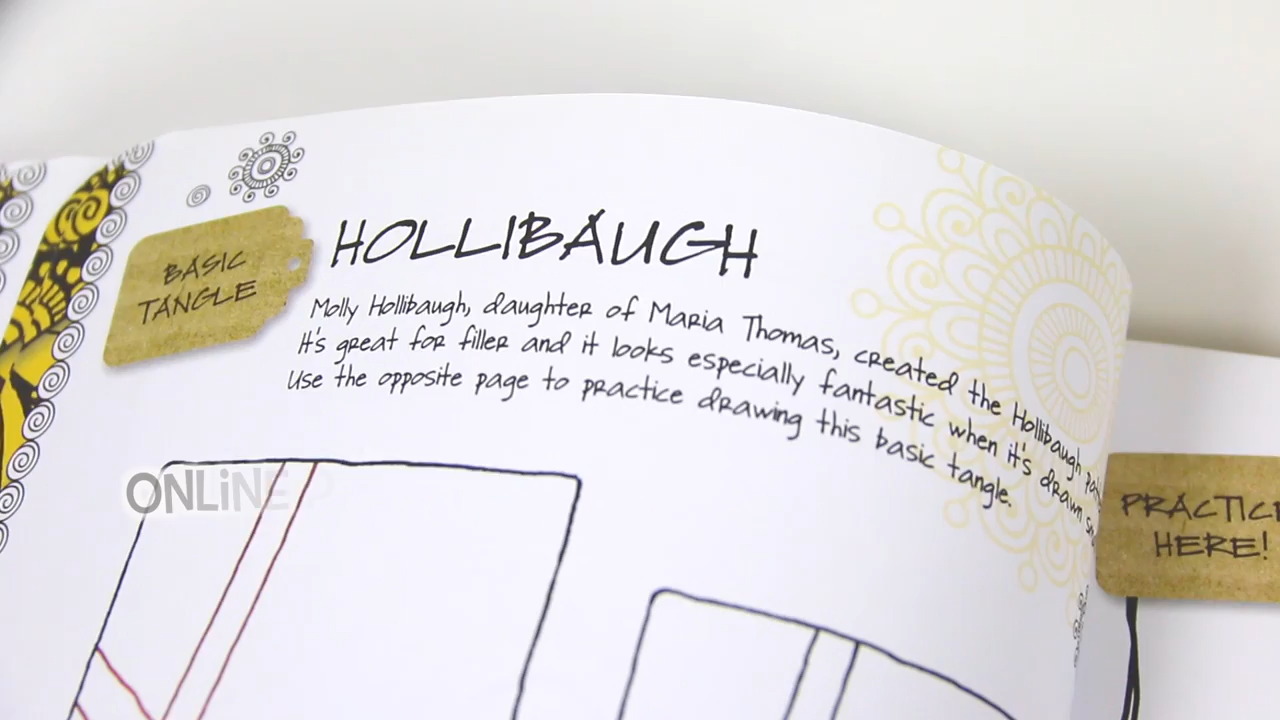 BASIC
TANGLE
HOLLIBAUGH
Molly Hollibaugh, daughter of Maria Thomas, created the Hollibaugh
It's great for filler and it looks especially fantastic when it's drawn
Use the opposite page to practice drawing this basic tangle.
ONLiNE
PRACTICE
HERE!